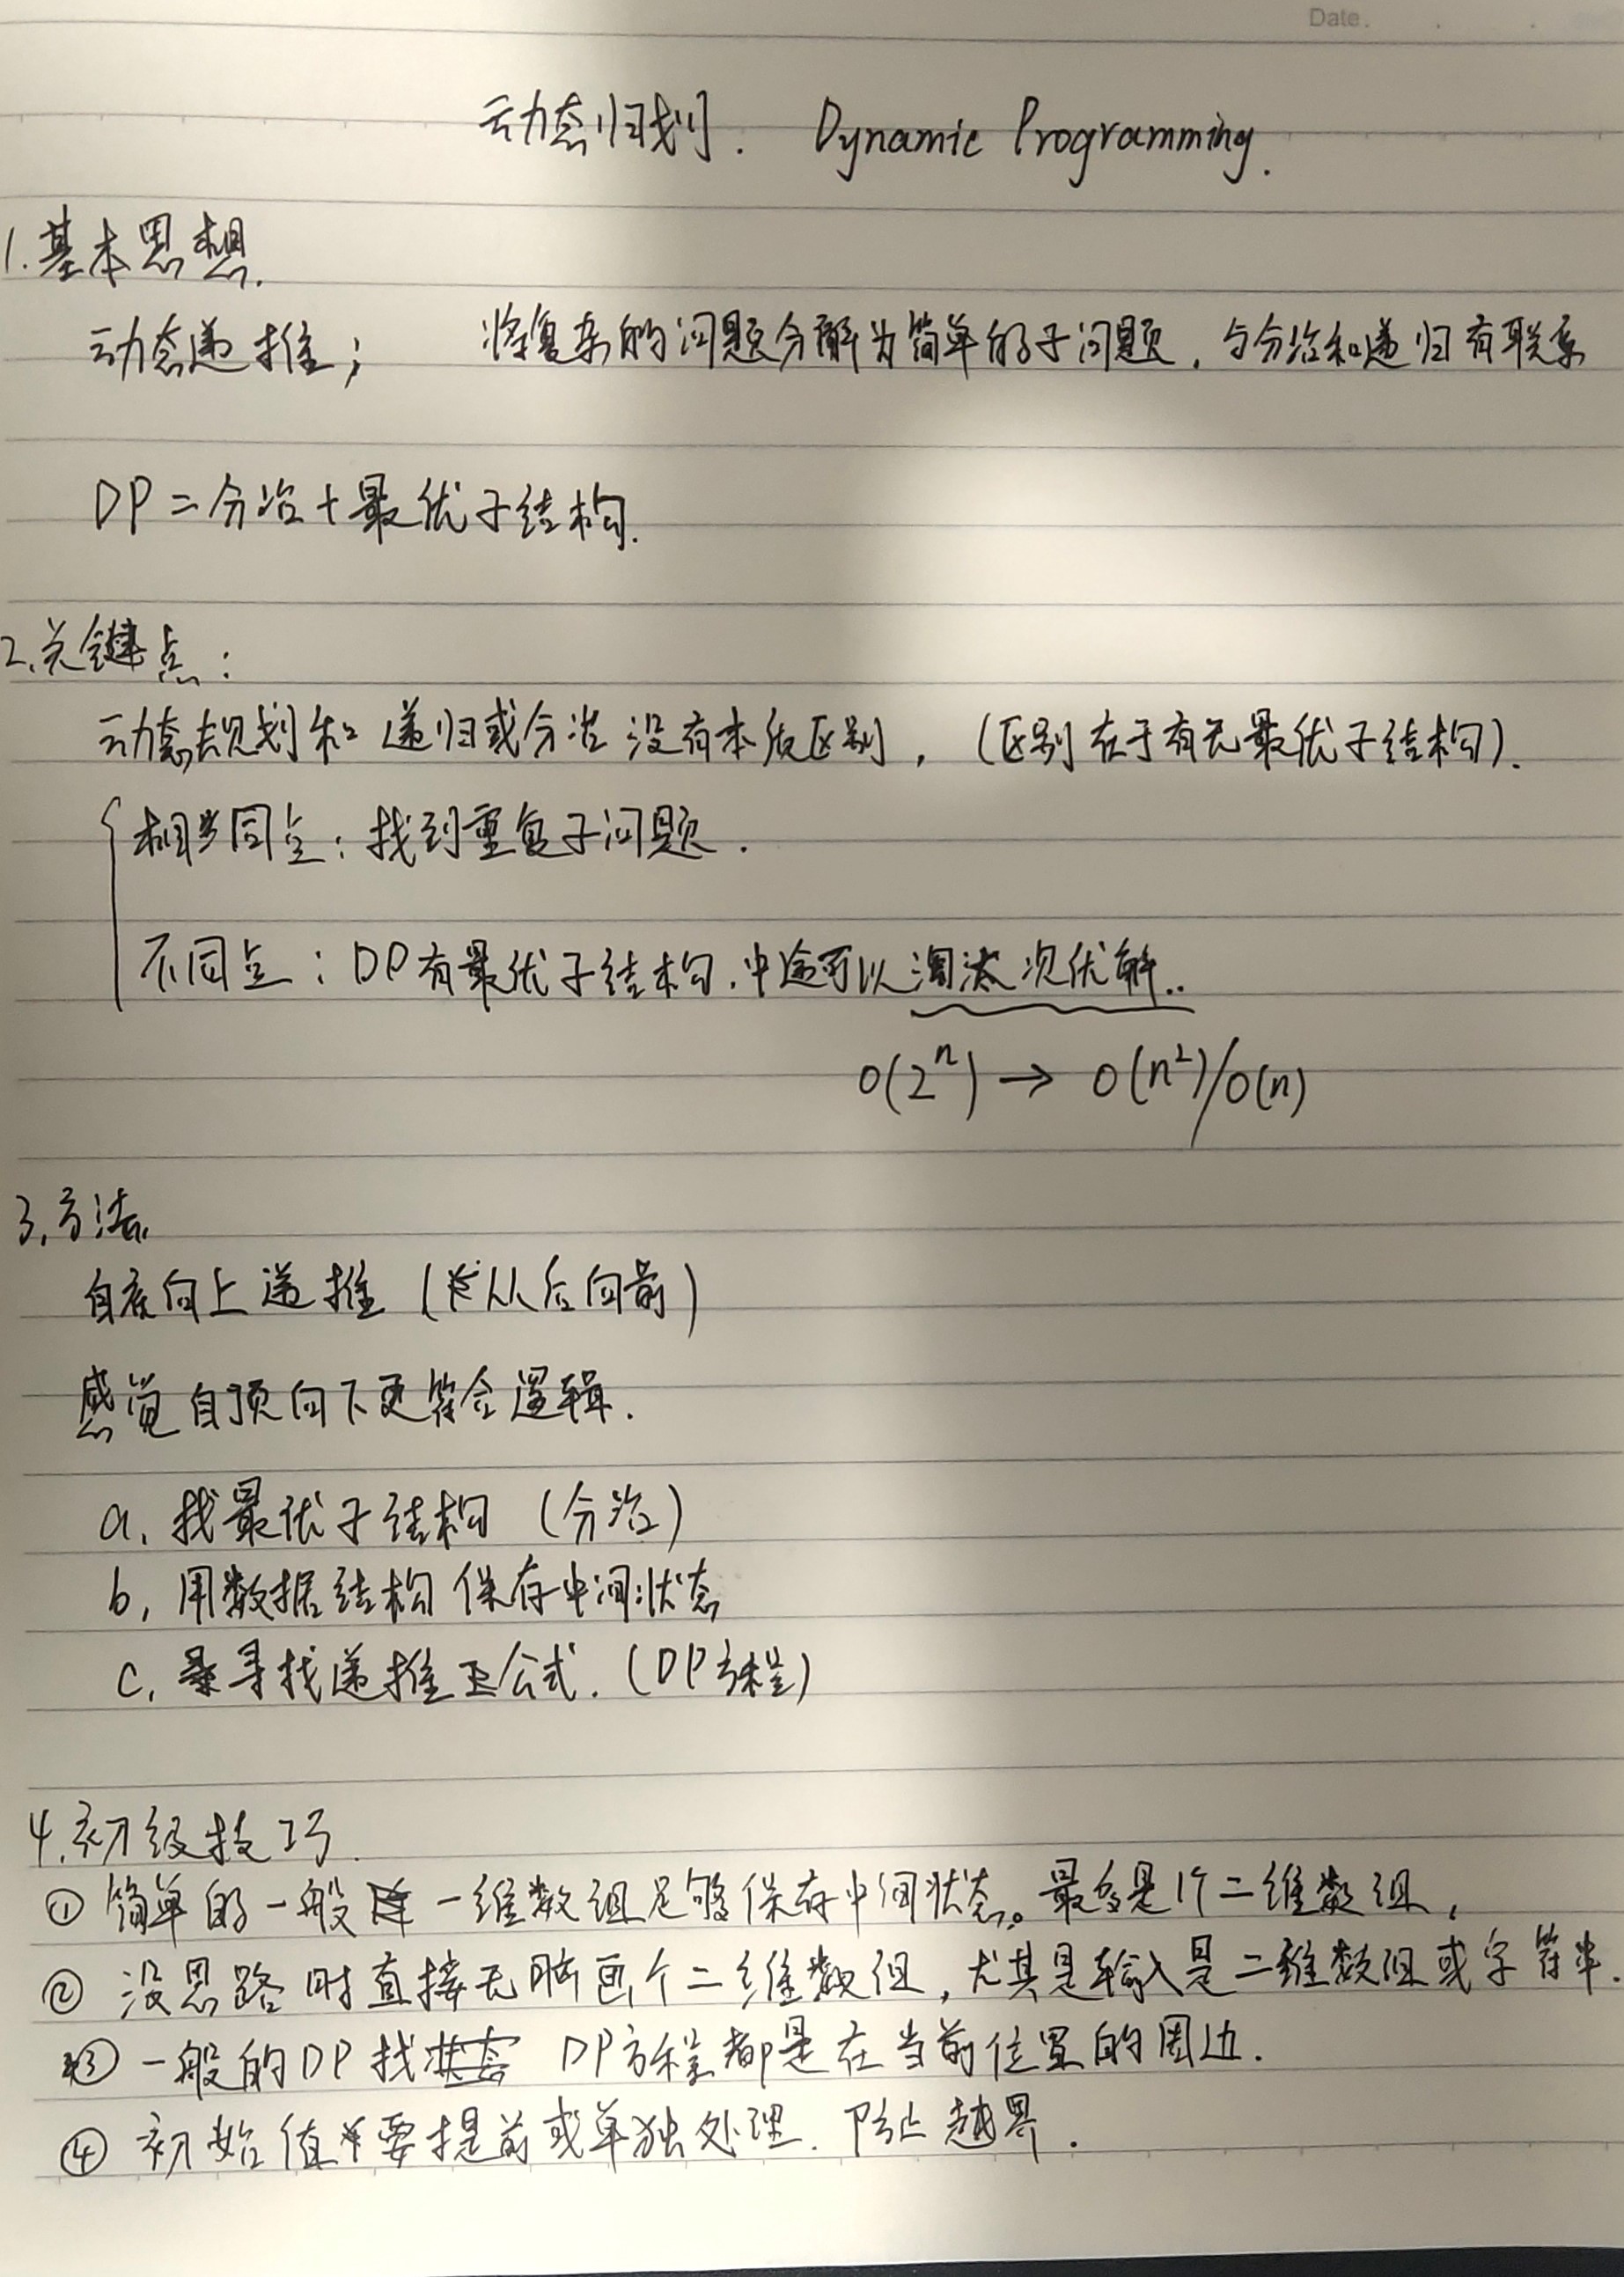 Date.
动态归划. Dynamic Programming.
1.基本思想.
动态递推; 将复杂的问题分解为简单的子问题,与分治和递归有联系
DP=分治+最优子结构.
2.关键点:
动态规划和 递归或分治 没有本质区别,(区别在于有无最优子结构).
相同点:找到重复子问题.
不同点:DP有最优子结构,中途可以淘汰次优解..
O(2ⁿ)→ O(n²)/O(n)
3.方法
自底向上递推(从后向前)
感觉自顶向下更符合逻辑.
a. 找最优子结构(分治)
b. 用数据结构保存中间状态
c. 寻找递推公式.(DP方程)
4.初级技巧.
① 简单的一般 一维数组足够保存中间状态。最多是1个二维数组,
② 没思路时直接无脑画个二维数组,尤其是输入是二维数组或字符串.
③ 一般的DP找状态 DP方程都是在当前位置的周边.
④ 初始值要提前或单独处理.防止越界.